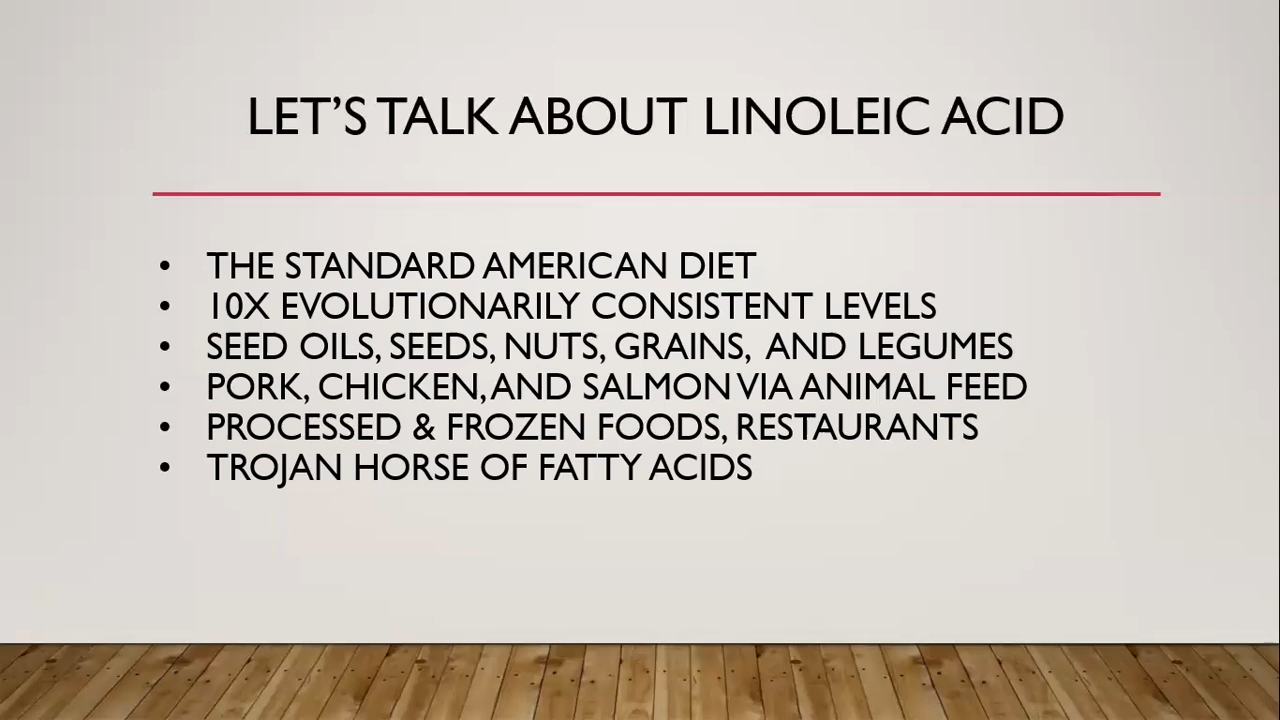 LET’S TALK ABOUT LINOLEIC ACID
• THE STANDARD AMERICAN DIET
• 10X EVOLUTIONARILY CONSISTENT LEVELS
• SEED OILS, SEEDS, NUTS, GRAINS, AND LEGUMES
• PORK, CHICKEN, AND SALMON VIA ANIMAL FEED
• PROCESSED & FROZEN FOODS, RESTAURANTS
• TROJAN HORSE OF FATTY ACIDS